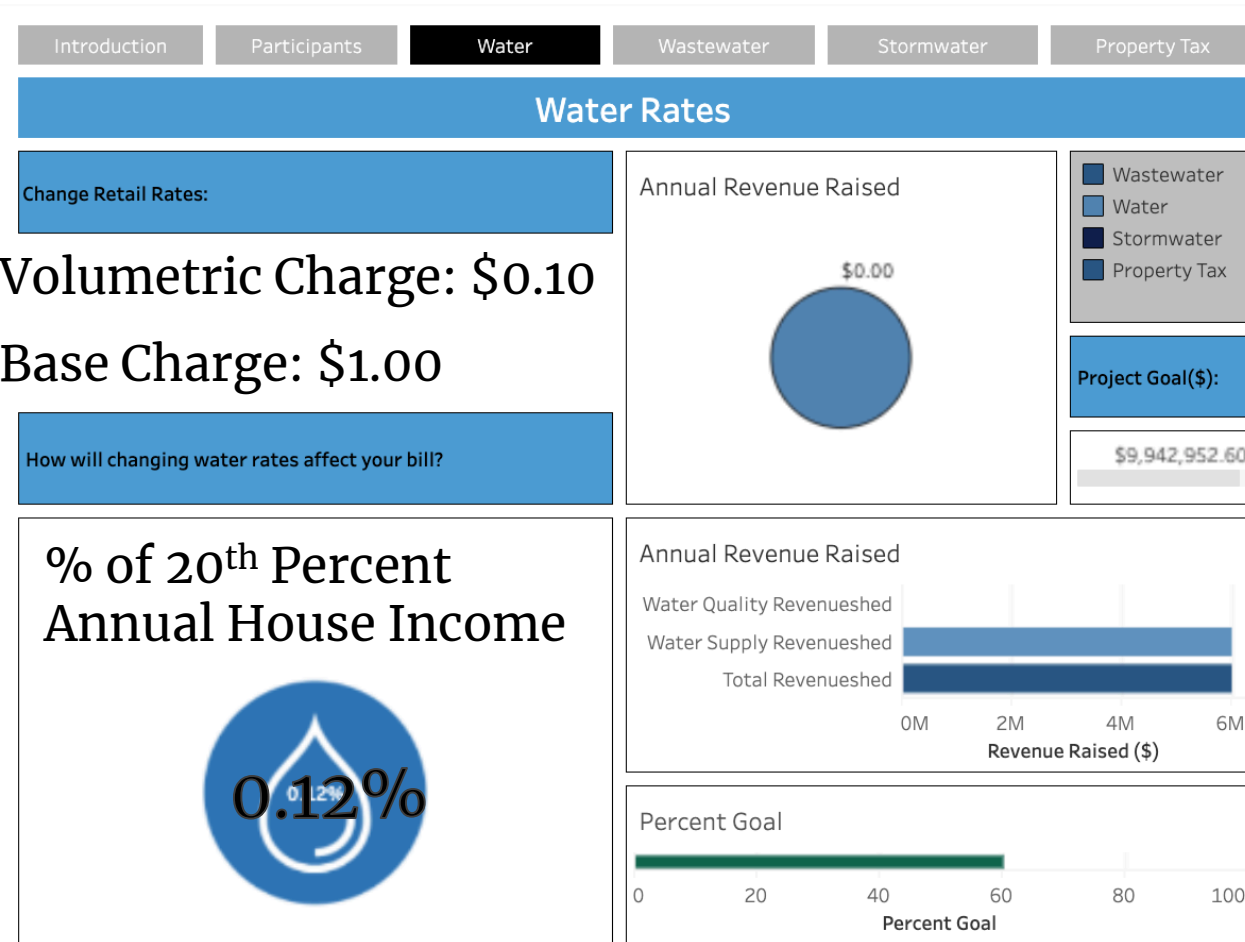 Introduction
Participants
Water
Wastewater
Stormwater
Property Tax
Water Rates
Change Retail Rates:
Volumetric Charge: $0.10
Base Charge: $1.00
How will changing water rates affect your bill?
% of 20th Percent
Annual House Income
0.12%
0.12%
Annual Revenue Raised
$0.00
Wastewater
Water
Stormwater
Property Tax
Project Goal($):
$9,942,952.60
Annual Revenue Raised
Water Quality Revenueshed
Water Supply Revenueshed
Total Revenueshed
0M 2M 4M 6M
Revenue Raised ($)
Percent Goal
0 20 40 60 80 100
Percent Goal